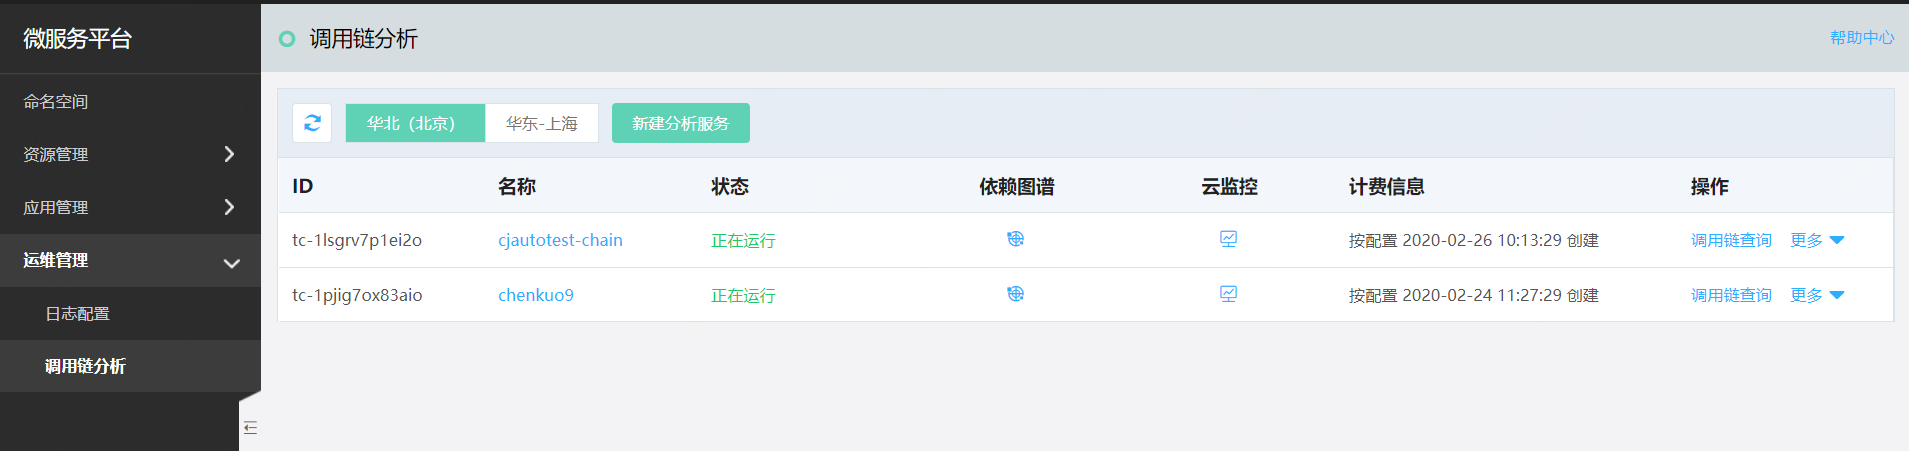 微服务平台
调用链分析
帮助中心
命名空间
资源管理
应用管理
运维管理
日志配置
调用链分析
华北（北京） 华东-上海 新建分析服务
ID 名称 状态 依赖图谱 云监控 计费信息 操作
tc-1lsgrv7p1ei2o cjautotest-chain 正在运行 按配置 2020-02-26 10:13:29 创建 调用链查询 更多
tc-1pjig7ox83aio chenkuo9 正在运行 按配置 2020-02-24 11:27:29 创建 调用链查询 更多